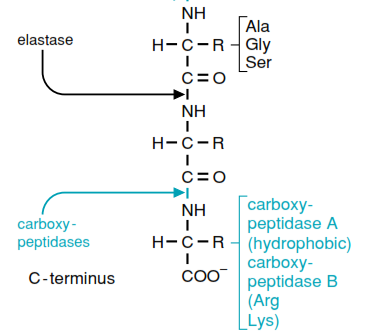 NH
H-C-R
Ala
Gly
Ser
elastase
C=O
NH
H-C-R
C=O
carboxy-
peptidases
NH
H-C-R
carboxy-
peptidase A
(hydrophobic)
carboxy-
peptidase B
(Arg
Lys)
C-terminus
COO⁻